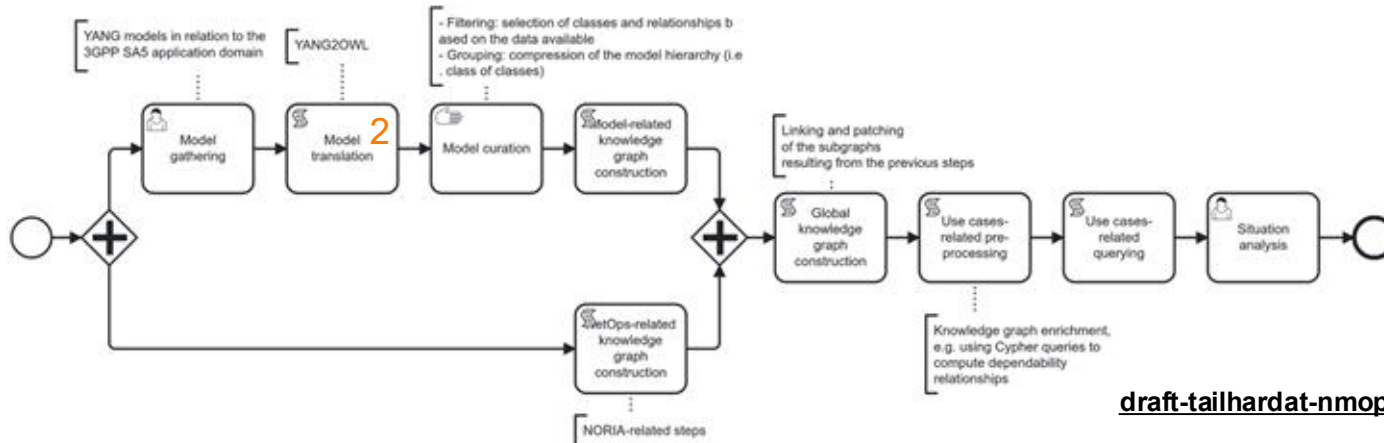 YANG models in relation to the
3GPP SA5 application domain
YANG2OWL
- Filtering: selection of classes and relationships b
ased on the data available
- Grouping: compression of the model hierarchy (i.e
. class of classes)
Model
gathering
Model
translation
2
Model curation
Model-related
knowledge
graph
construction
Linking and patching
of the subgraphs
resulting from the previous steps
Global
knowledge
graph
construction
Use cases-
related pre-
processing
Use cases-
related
querying
Situation
analysis
NetOps-related
knowledge
graph
construction
Knowledge graph enrichment,
e.g. using Cypher queries to
compute dependability
relationships
NORIA-related steps
draft-tailhardat-nmop